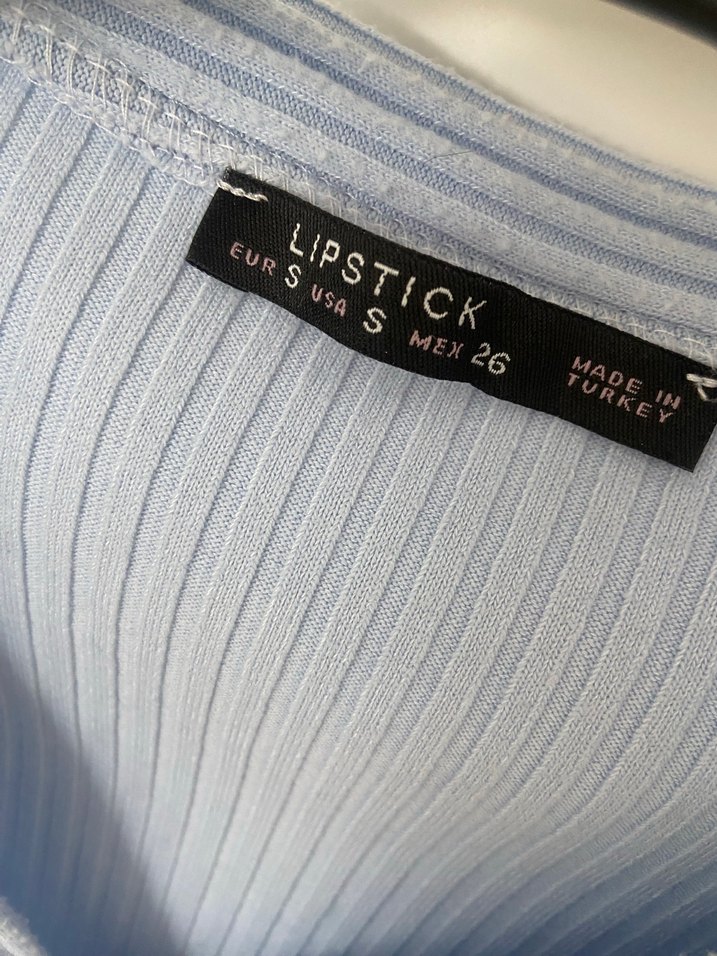 LIPSTICK
EUR S USA S MEX 26
MADE IN
TURKEY